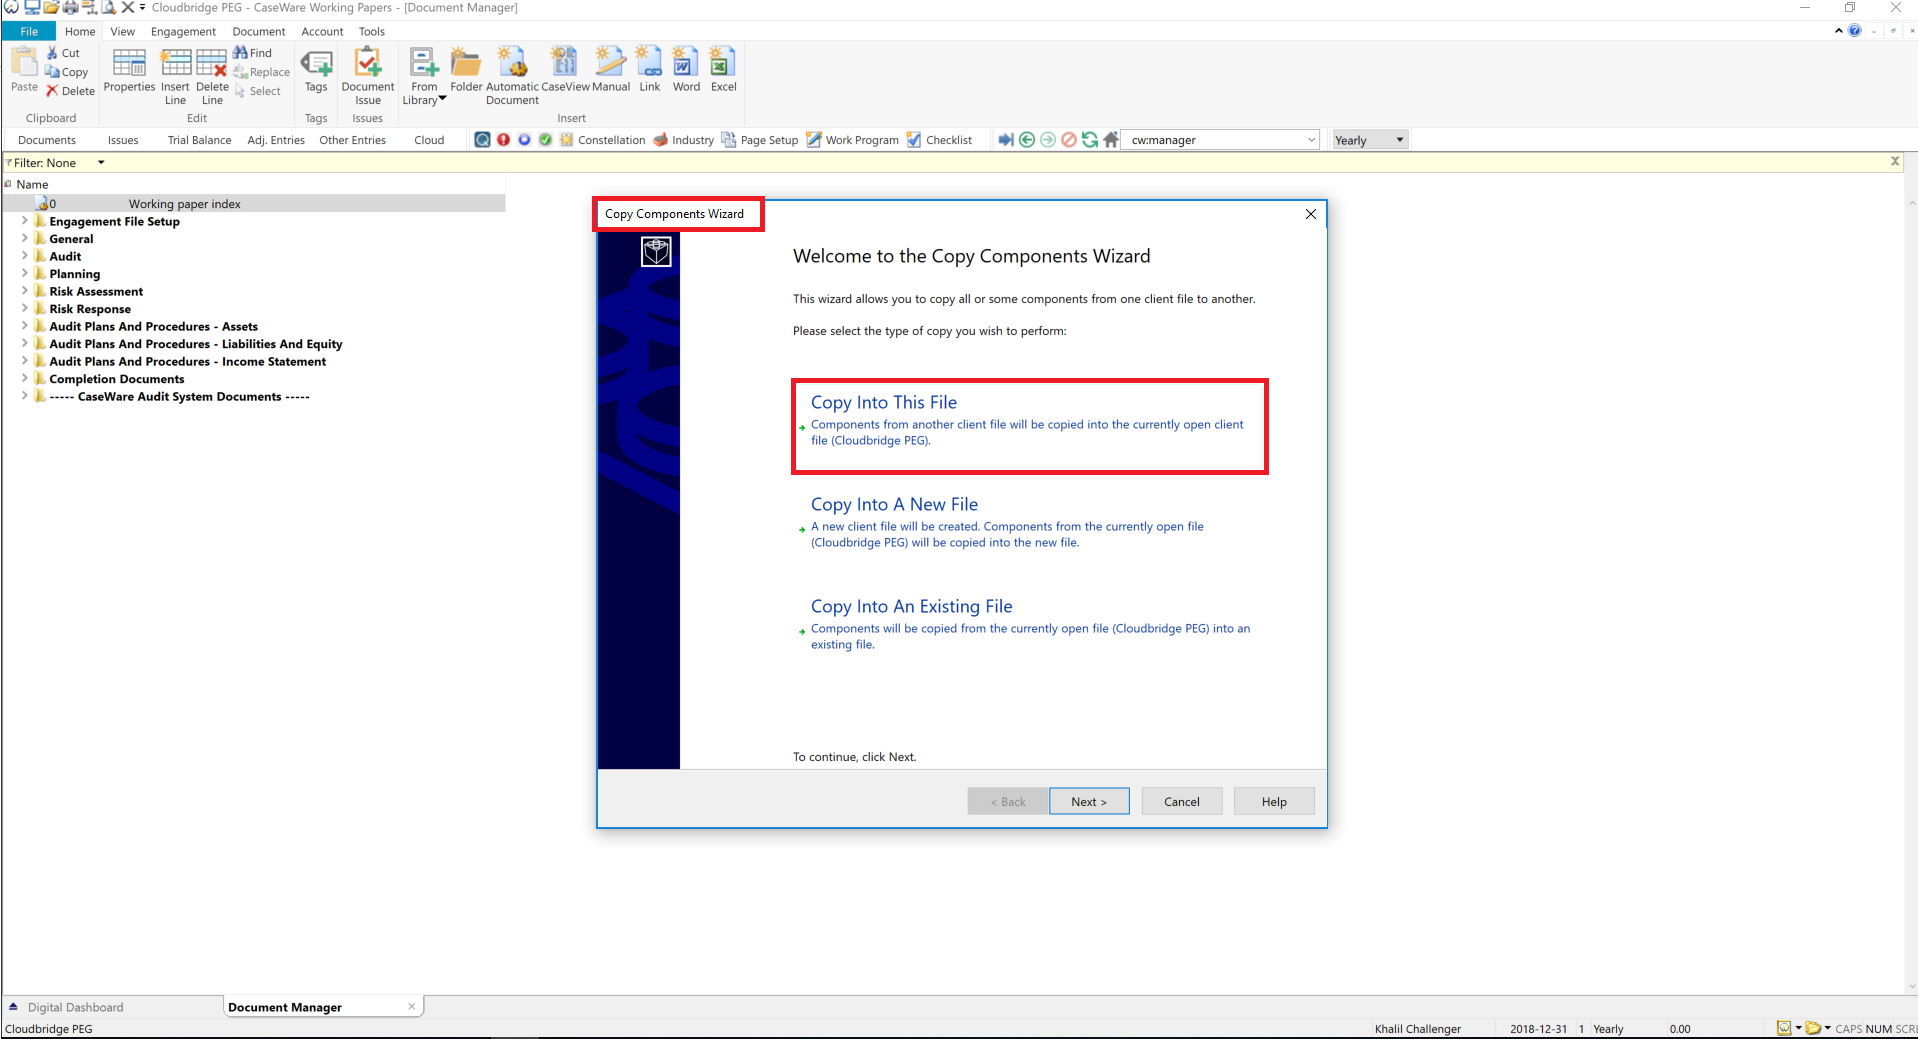 Cloudbridge PEG - CaseWare Working Papers - [Document Manager]
File Home View Engagement Document Account Tools
Paste Cut Copy Delete
Properties Insert Line Delete Line Find Replace Select
Tags Document Issue
From Library Folder Automatic Document CaseView Manual Link Word Excel
Clipboard Edit Tags Issues Insert
Documents Issues Trial Balance Adj. Entries Other Entries Cloud Constellation Industry Page Setup Work Program Checklist cw:manager Yearly
Filter: None
Name
0 Working paper index
Engagement File Setup
General
Audit
Planning
Risk Assessment
Risk Response
Audit Plans And Procedures - Assets
Audit Plans And Procedures - Liabilities And Equity
Audit Plans And Procedures - Income Statement
Completion Documents
----- CaseWare Audit System Documents -----
Copy Components Wizard
Welcome to the Copy Components Wizard
This wizard allows you to copy all or some components from one client file to another.
Please select the type of copy you wish to perform:
Copy Into This File
Components from another client file will be copied into the currently open client
file (Cloudbridge PEG).
Copy Into A New File
A new client file will be created. Components from the currently open file
(Cloudbridge PEG) will be copied into the new file.
Copy Into An Existing File
Components will be copied from the currently open file (Cloudbridge PEG) into an
existing file.
To continue, click Next.
< Back Next > Cancel Help
Digital Dashboard Document Manager
Cloudbridge PEG Khalil Challenger 2018-12-31 1 Yearly 0.00 CAPS NUM SCRL